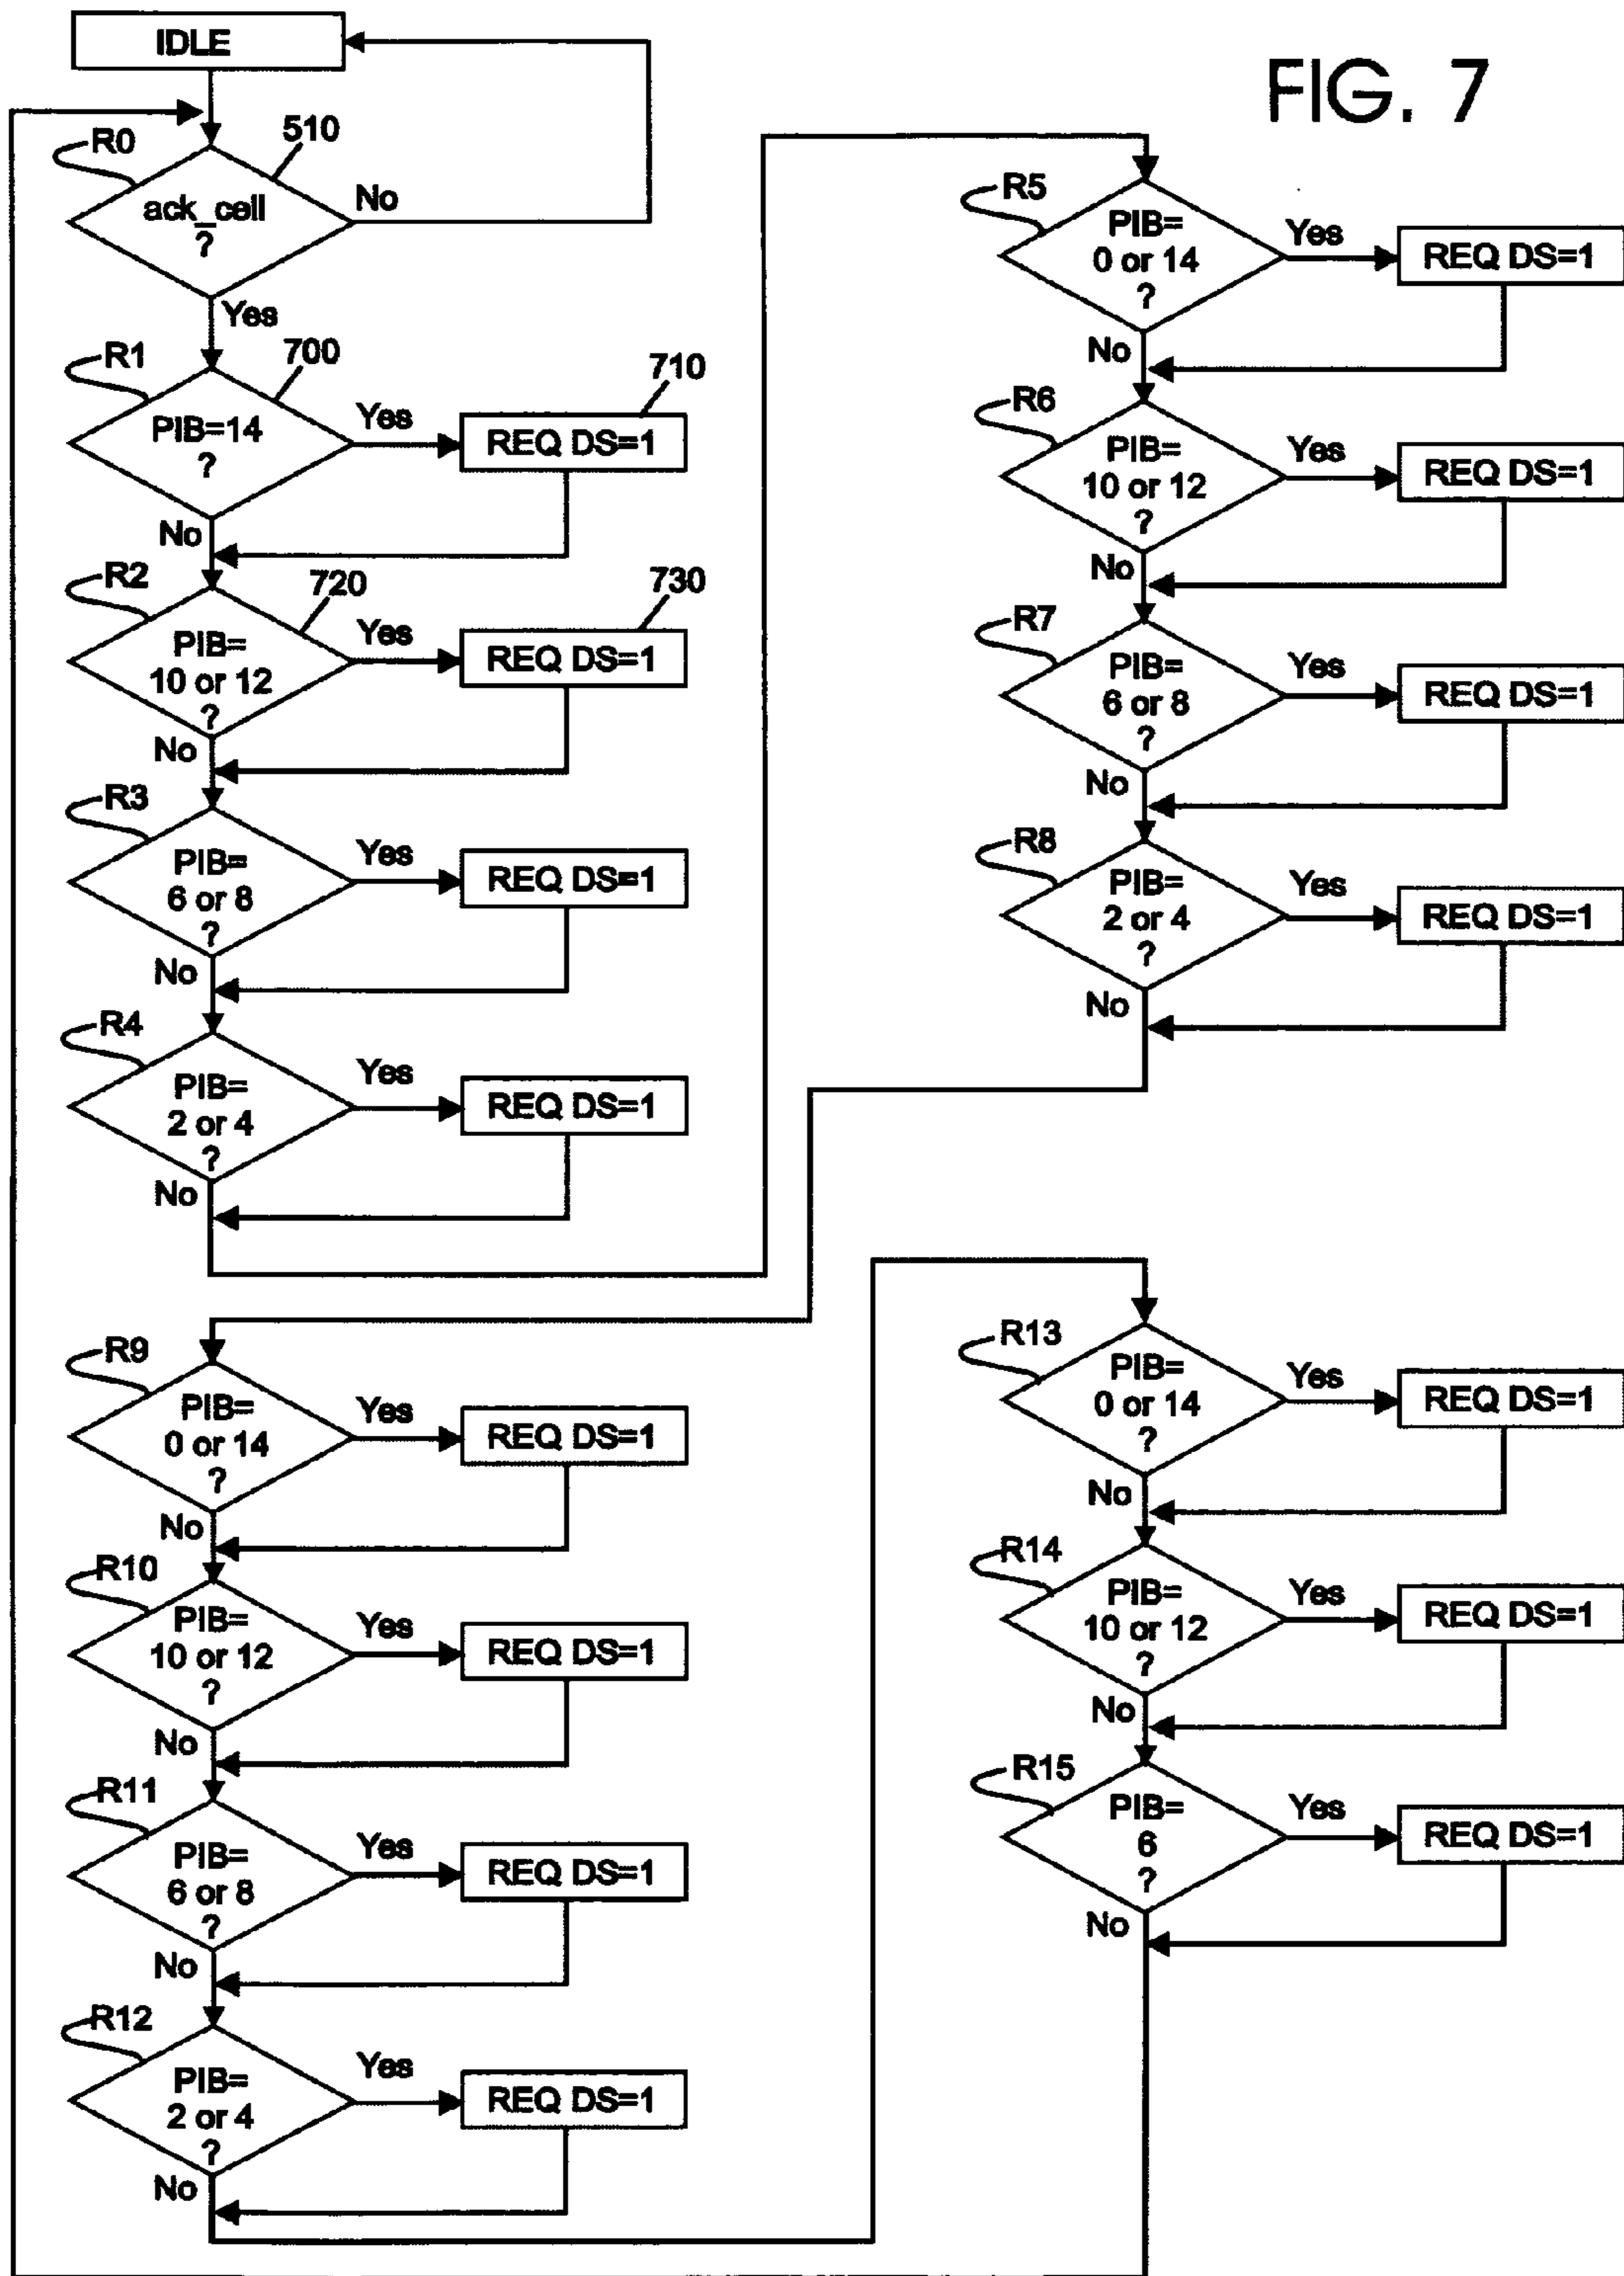 FIG. 7
IDLE
R0
510
ack_cell
?
No
Yes
R1
700
PIB=14
?
Yes
710
REQ DS=1
No
R2
720
PIB=
10 or 12
?
Yes
730
REQ DS=1
No
R3
PIB=
6 or 8
?
Yes
REQ DS=1
No
R4
PIB=
2 or 4
?
Yes
REQ DS=1
No
R5
PIB=
0 or 14
?
Yes
REQ DS=1
No
R6
PIB=
10 or 12
?
Yes
REQ DS=1
No
R7
PIB=
6 or 8
?
Yes
REQ DS=1
No
R8
PIB=
2 or 4
?
Yes
REQ DS=1
No
R9
PIB=
0 or 14
?
Yes
REQ DS=1
No
R10
PIB=
10 or 12
?
Yes
REQ DS=1
No
R11
PIB=
6 or 8
?
Yes
REQ DS=1
No
R12
PIB=
2 or 4
?
Yes
REQ DS=1
No
R13
PIB=
0 or 14
?
Yes
REQ DS=1
No
R14
PIB=
10 or 12
?
Yes
REQ DS=1
No
R15
PIB=
6
?
Yes
REQ DS=1
No